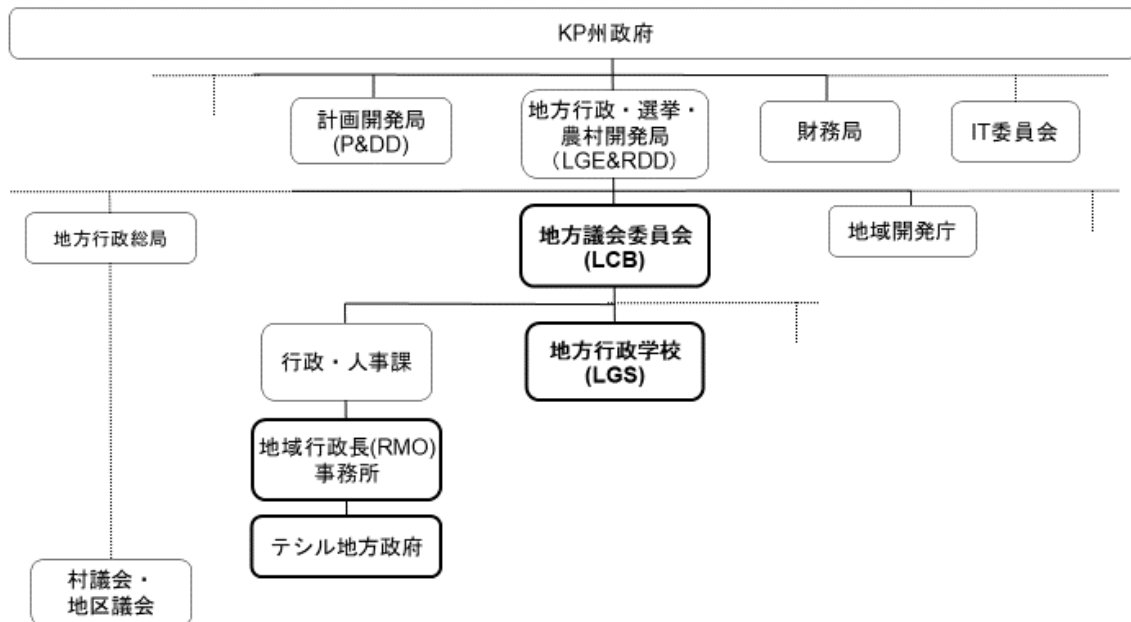 KP州政府
計画開発局
(P&DD)
地方行政・選挙・
農村開発局
(LGE&RDD)
財務局
IT委員会
地方行政総局
地方議会委員会
(LCB)
地域開発庁
行政・人事課
地方行政学校
(LGS)
地域行政長(RMO)
事務所
テシル地方政府
村議会・
地区議会